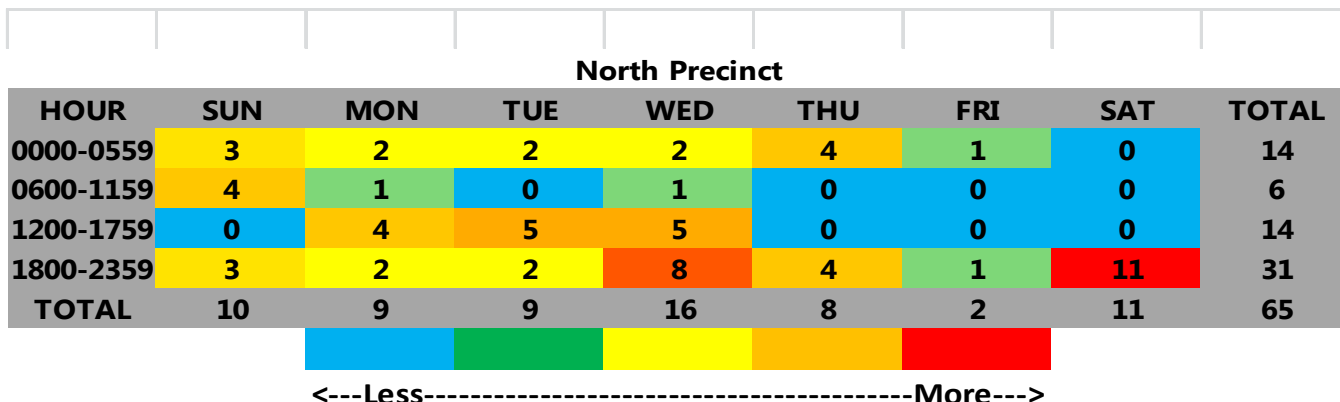 North Precinct
HOUR SUN MON TUE WED THU FRI SAT TOTAL
0000-0559 3 2 2 2 4 1 0 14
0600-1159 4 1 0 1 0 0 0 6
1200-1759 0 4 5 5 0 0 0 14
1800-2359 3 2 2 8 4 1 11 31
TOTAL 10 9 9 16 8 2 11 65
<---Less------------------------------------------More--->